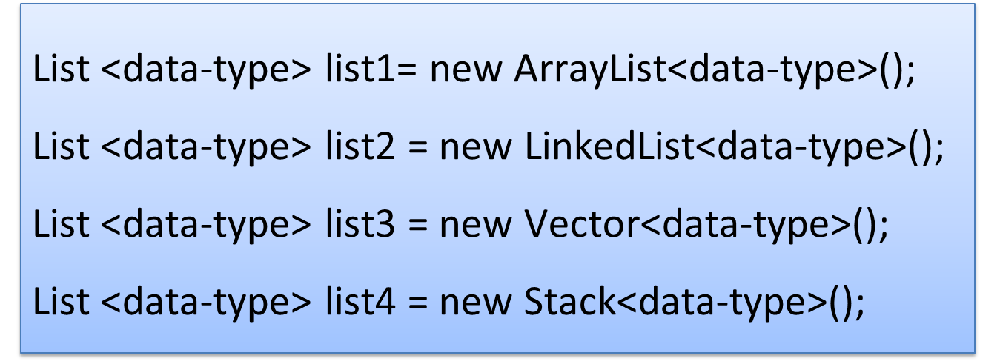 List <data-type> list1= new ArrayList<data-type>();
List <data-type> list2 = new LinkedList<data-type>();
List <data-type> list3 = new Vector<data-type>();
List <data-type> list4 = new Stack<data-type>();